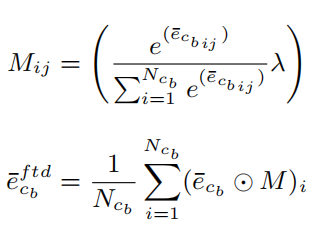 M_{ij} = \left( \frac{e^{(\bar{e}_{c_b ij})}}{\sum_{i=1}^{N_{c_b}} e^{(\bar{e}_{c_b ij})}} \lambda \right)
\bar{e}_{c_b}^{ftd} = \frac{1}{N_{c_b}} \sum_{i=1}^{N_{c_b}} (\bar{e}_{c_b} \odot M)_i